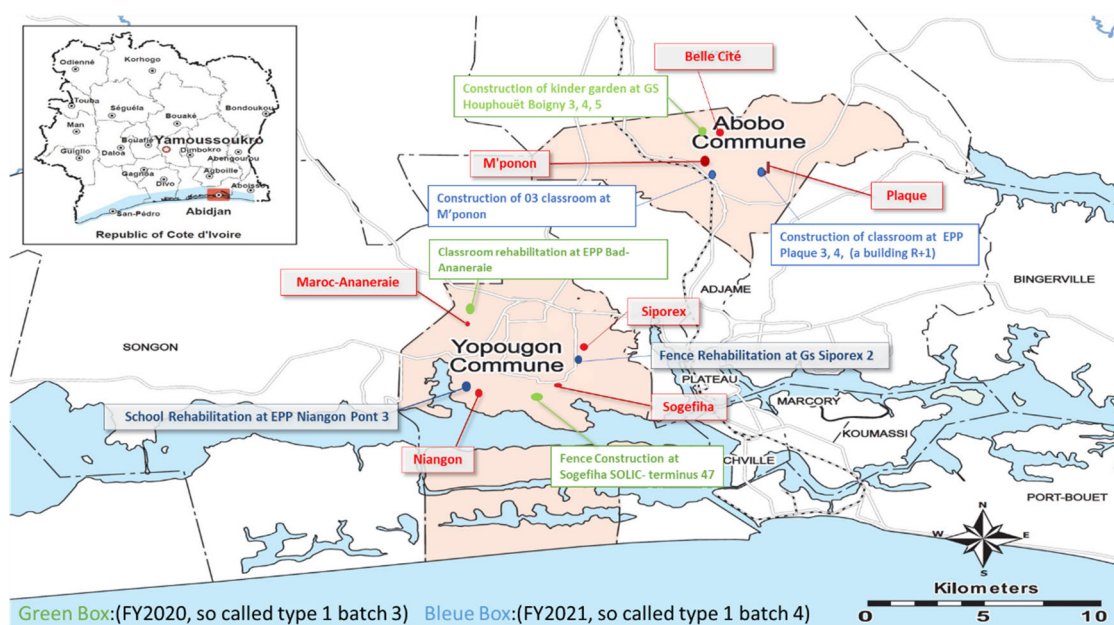 Odienné
Korhogo
Touba
Séguéla
Bouaké
Bondoukou
Man
Bouaflé
Yamoussoukro
Guiglo
Daloa
Dimbokro
Abengourou
Gagnoa
Divo
Agboville
Aboisso
San-Pédro
Abidjan
Republic of Cote d'Ivoire
Belle Cité
Construction of kinder garden at GS
Houphouët Boigny 3, 4, 5
Abobo
Commune
M'ponon
Plaque
Construction of 03 classroom at
M'ponon
Construction of classroom at EPP
Plaque 3, 4, (a building R+1)
Classroom rehabilitation at EPP Bad-
Ananeraie
BINGERVILLE
Maroc-Ananeraie
ADJAME
Siporex
SONGON
Yopougon
Commune
Fence Rehabilitation at Gs Siporex 2
PLATEAU
School Rehabilitation at EPP Niangon Pont 3
Sogefiha
MARCORY
KOUMASSI
Niangon
Fence Construction at
Sogefiha SOLIC- terminus 47
CHVILLE
PORT-BOUET
N
W
E
S
Kilometers
0
5
10
Green Box:(FY2020, so called type 1 batch 3)
Bleue Box:(FY2021, so called type 1 batch 4)